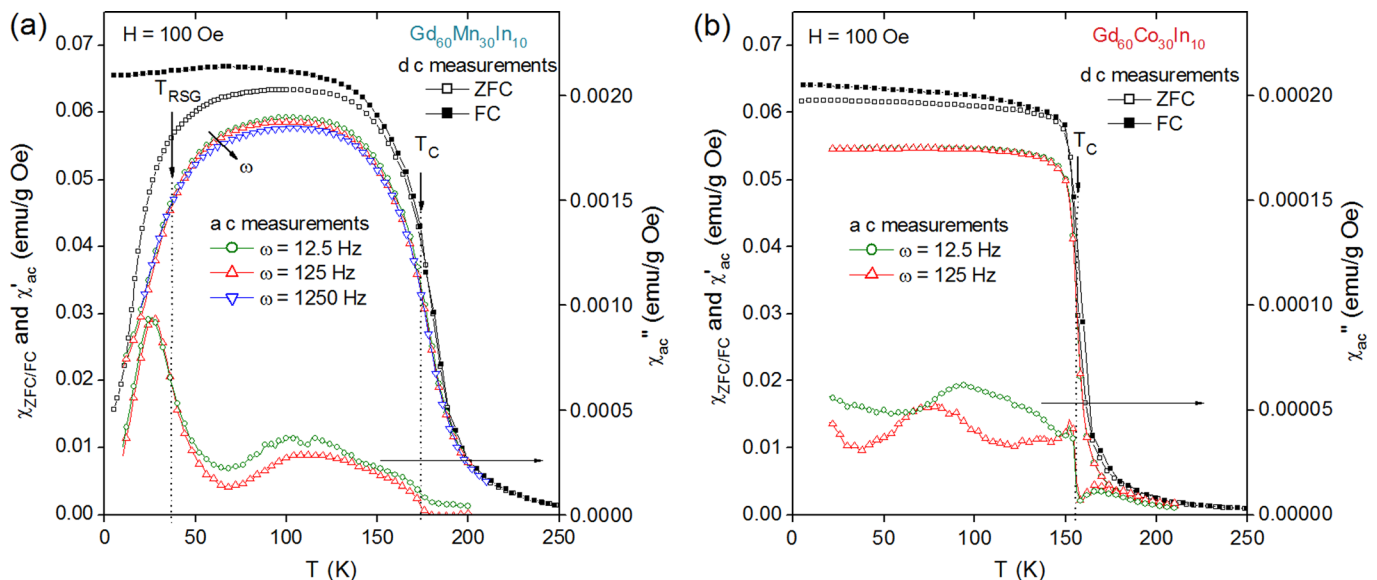 (a)
H = 100 Oe
Gd60Mn30In10
d c measurements
ZFC
FC
TRSG
ω
TC
a c measurements
ω = 12.5 Hz
ω = 125 Hz
ω = 1250 Hz
0.07
0.06
0.05
0.04
0.03
0.02
0.01
0.00
χZFC/FC and χ'ac (emu/g Oe)
0.00020
0.00015
0.00010
0.00005
0.00000
χac'' (emu/g Oe)
0 50 100 150 200 250
T (K)
(b)
H = 100 Oe
Gd60Co30In10
d c measurements
ZFC
FC
TC
a c measurements
ω = 12.5 Hz
ω = 125 Hz
0.07
0.06
0.05
0.04
0.03
0.02
0.01
0.00
χZFC/FC and χ'ac (emu/g Oe)
0.00020
0.00015
0.00010
0.00005
0.00000
χac'' (emu/g Oe)
0 50 100 150 200 250
T (K)